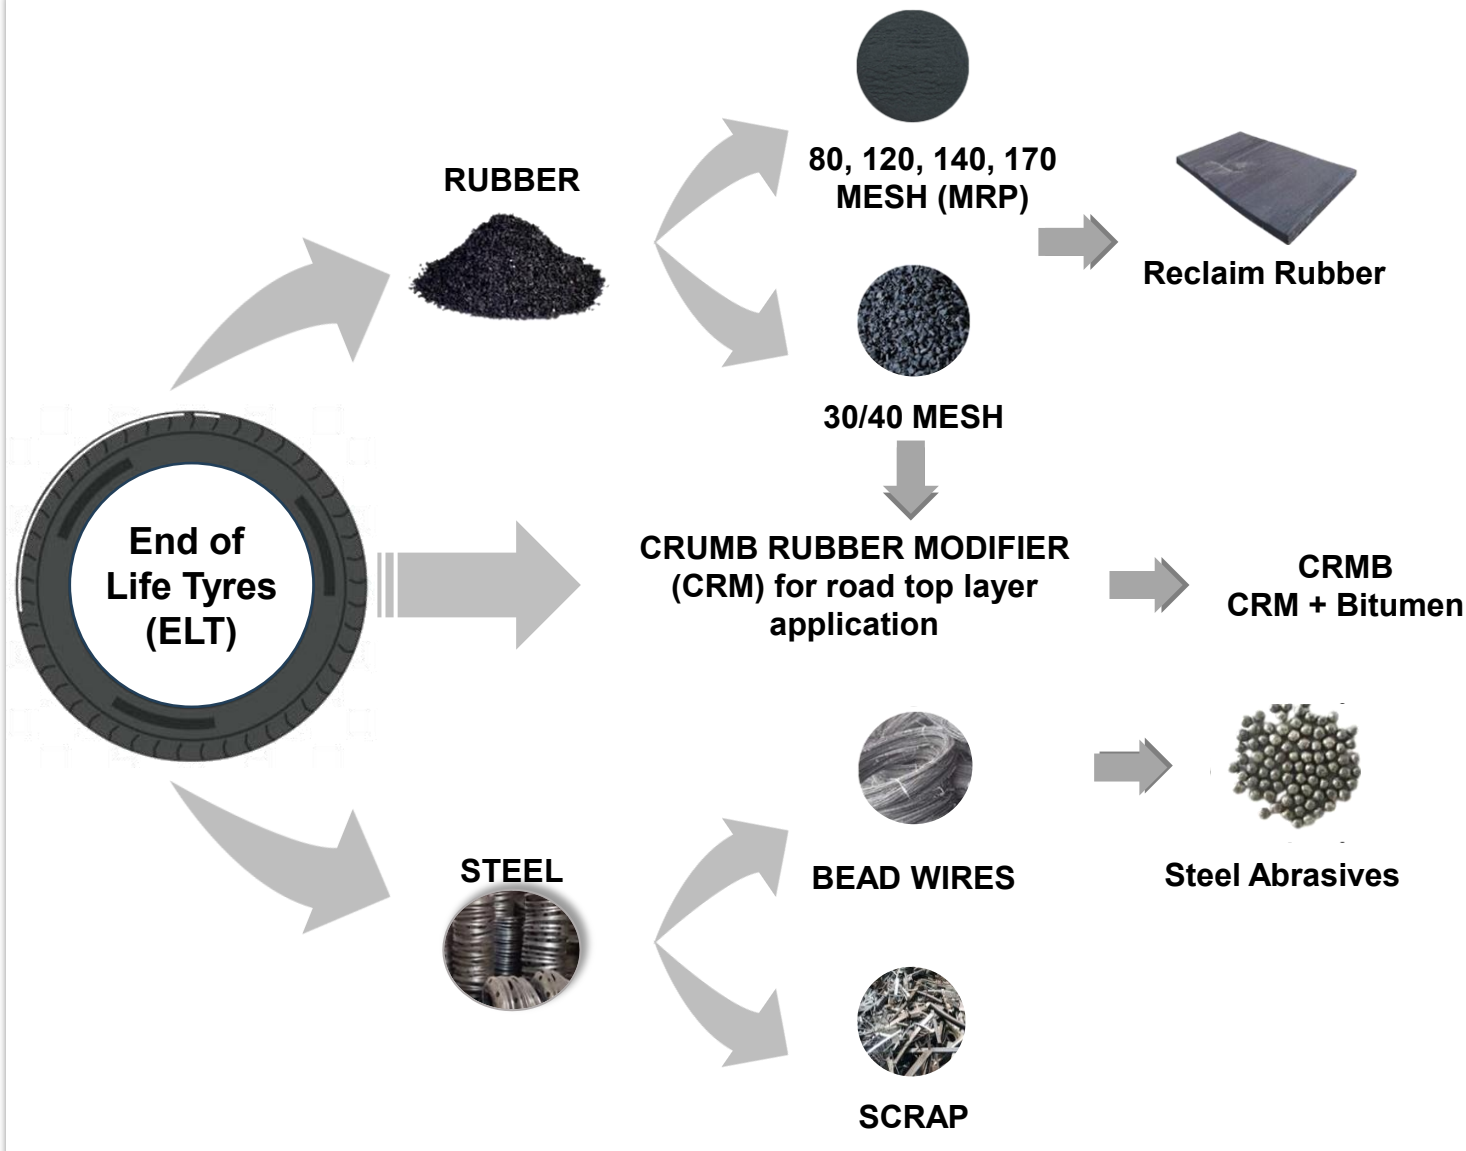 End of
Life Tyres
(ELT)
RUBBER
80, 120, 140, 170
MESH (MRP)
Reclaim Rubber
30/40 MESH
CRUMB RUBBER MODIFIER
(CRM) for road top layer
application
CRMB
CRM + Bitumen
STEEL
BEAD WIRES
Steel Abrasives
SCRAP